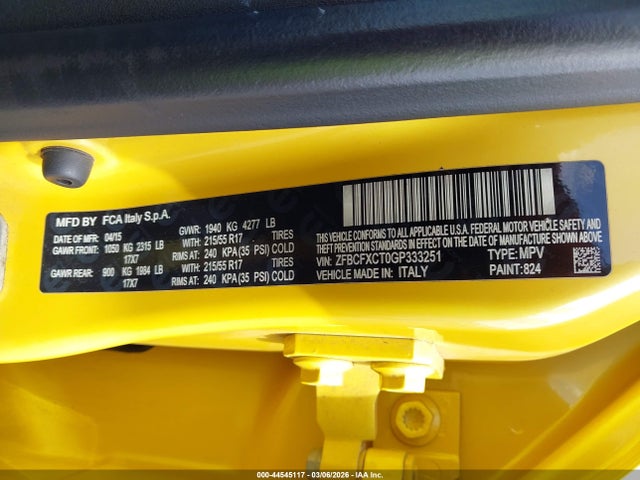 MFD BY FCA Italy S.p.A.
DATE OF MFD: 04/15 GVWR: 1940 KG 4277 LB
GAWR FRONT: 1050 KG 2315 LB WITH: 215/55 R17 TIRES
17X7 RIMS AT: 240 KPA (35 PSI) COLD
GAWR REAR: 900 KG 1984 LB WITH: 215/55 R17 TIRES
17X7 RIMS AT: 240 KPA (35 PSI) COLD
THIS VEHICLE CONFORMS TO ALL APPLICABLE U.S.A. FEDERAL MOTOR VEHICLE SAFETY AND
THEFT PREVENTION STANDARDS IN EFFECT ON THE DATE OF MANUFACTURE SHOWN ABOVE.
VIN: ZFBCFXCT0GP333251 TYPE: MPV
VEHICLE MADE IN: ITALY PAINT: 824
000-44545117 - 03/06/2026 - IAAI.COM